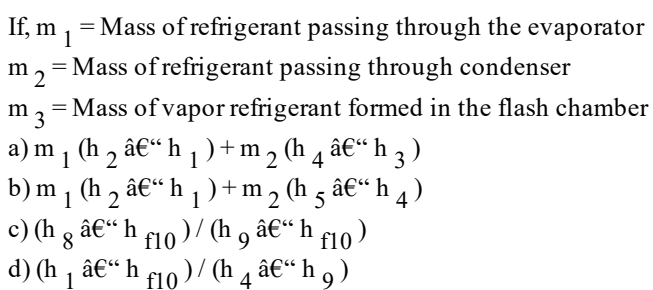 If, m 1 = Mass of refrigerant passing through the evaporator
m 2 = Mass of refrigerant passing through condenser
m 3 = Mass of vapor refrigerant formed in the flash chamber
a) m 1 (h 2 â€“ h 1 ) + m 2 (h 4 â€“ h 3 )
b) m 1 (h 2 â€“ h 1 ) + m 2 (h 5 â€“ h 4 )
c) (h 8 â€“ h f10 ) / (h 9 â€“ h f10 )
d) (h 1 â€“ h f10 ) / (h 4 â€“ h 9 )